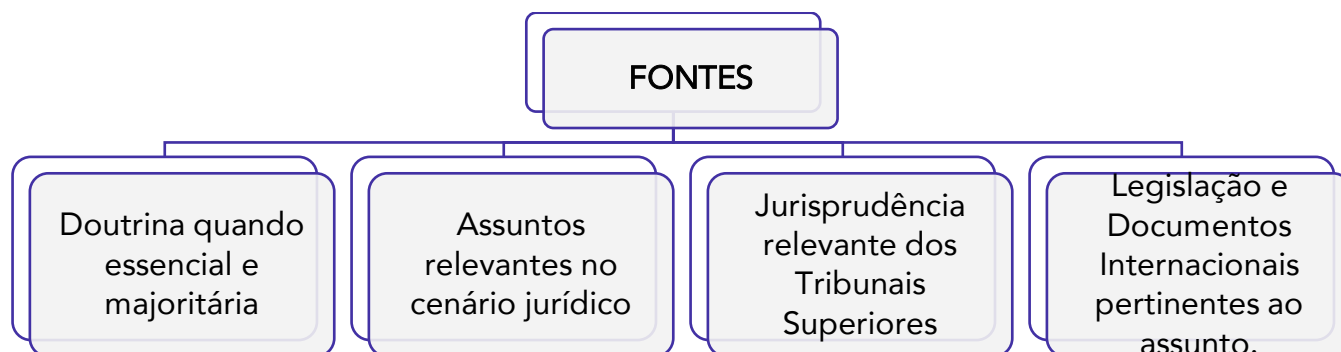 FONTES
Doutrina quando
essencial e
majoritária
Assuntos
relevantes no
cenário jurídico
Jurisprudência
relevante dos
Tribunais
Superiores
Legislação e
Documentos
Internacionais
pertinentes ao
assunto.